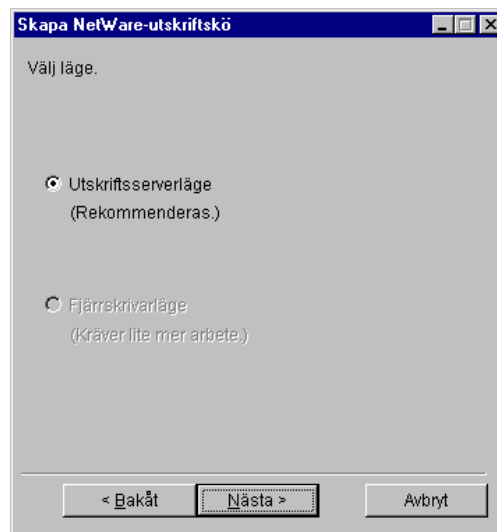 Skapa NetWare-utskriftskö
Välj läge.
Utskriftsserverläge
(Rekommenderas.)
Fjärrskrivarläge
(Kräver lite mer arbete.)
< Bakåt
Nästa >
Avbryt